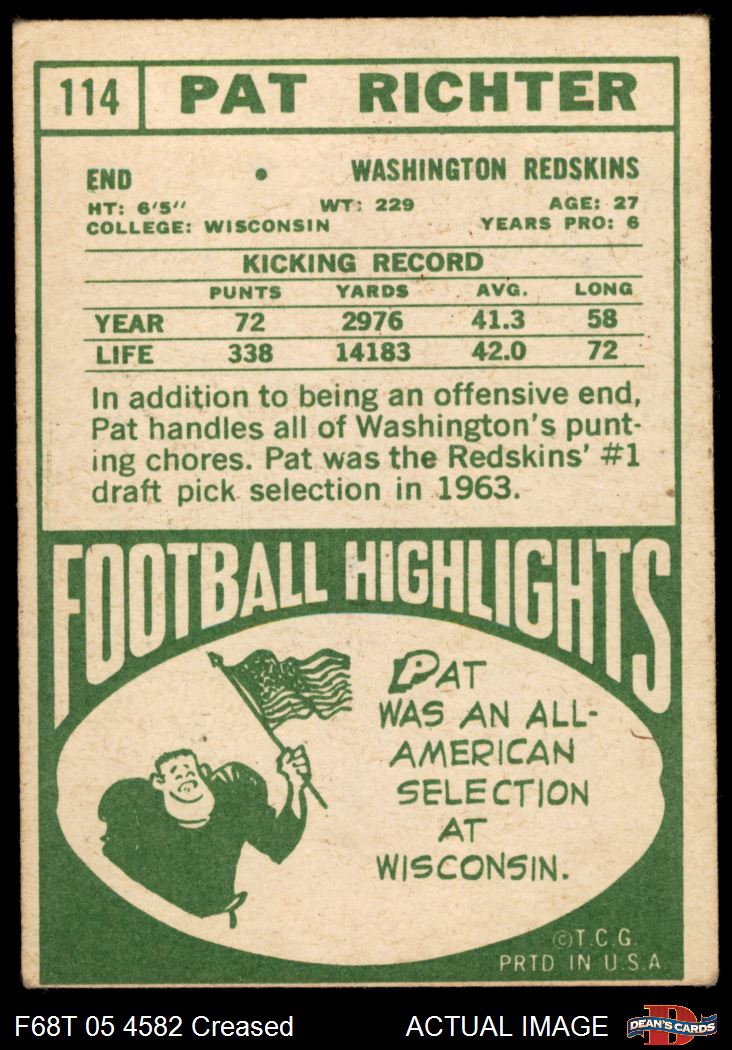 114 PAT RICHTER
END • WASHINGTON REDSKINS
HT: 6'5" WT: 229 AGE: 27
COLLEGE: WISCONSIN YEARS PRO: 6
KICKING RECORD
PUNTS YARDS AVG. LONG
YEAR 72 2976 41.3 58
LIFE 338 14183 42.0 72
In addition to being an offensive end,
Pat handles all of Washington's punt-
ing chores. Pat was the Redskins' #1
draft pick selection in 1963.
FOOTBALL HIGHLIGHTS
PAT
WAS AN ALL-
AMERICAN
SELECTION
AT
WISCONSIN.
©T.C.G.
PRTD IN U.S.A
F68T 05 4582 Creased ACTUAL IMAGE DEAN'S CARDS